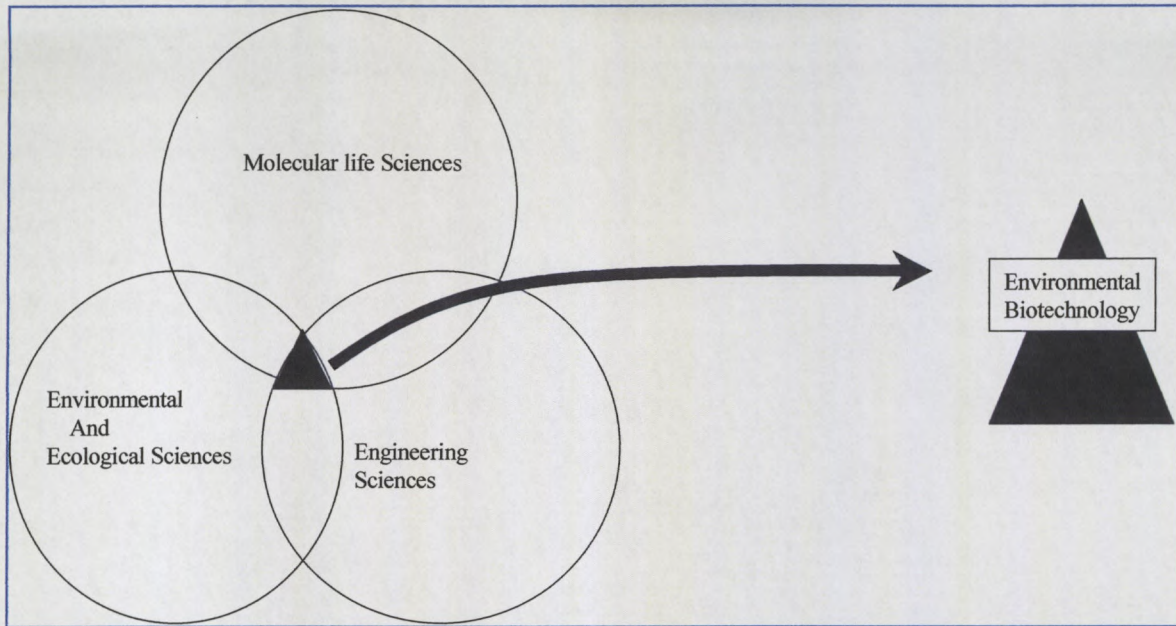 Molecular life Sciences
Environmental
And
Ecological Sciences
Engineering
Sciences
Environmental
Biotechnology